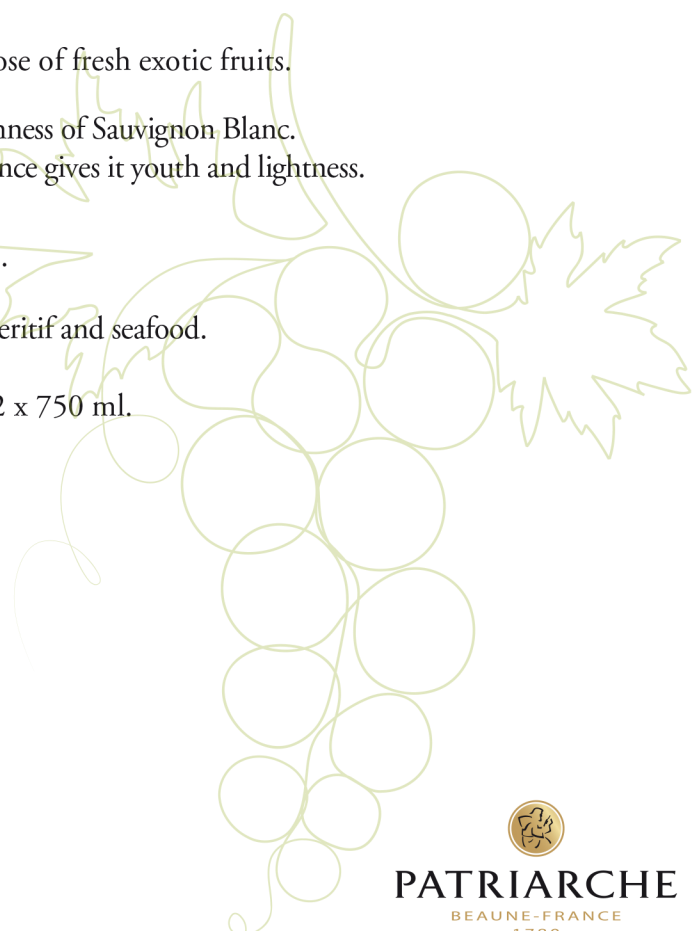 ose of fresh exotic fruits.
nness of Sauvignon Blanc.
nce gives it youth and lightness.
.
eritif and seafood.
2 x 750 ml.
PATRIARCHE
BEAUNE-FRANCE